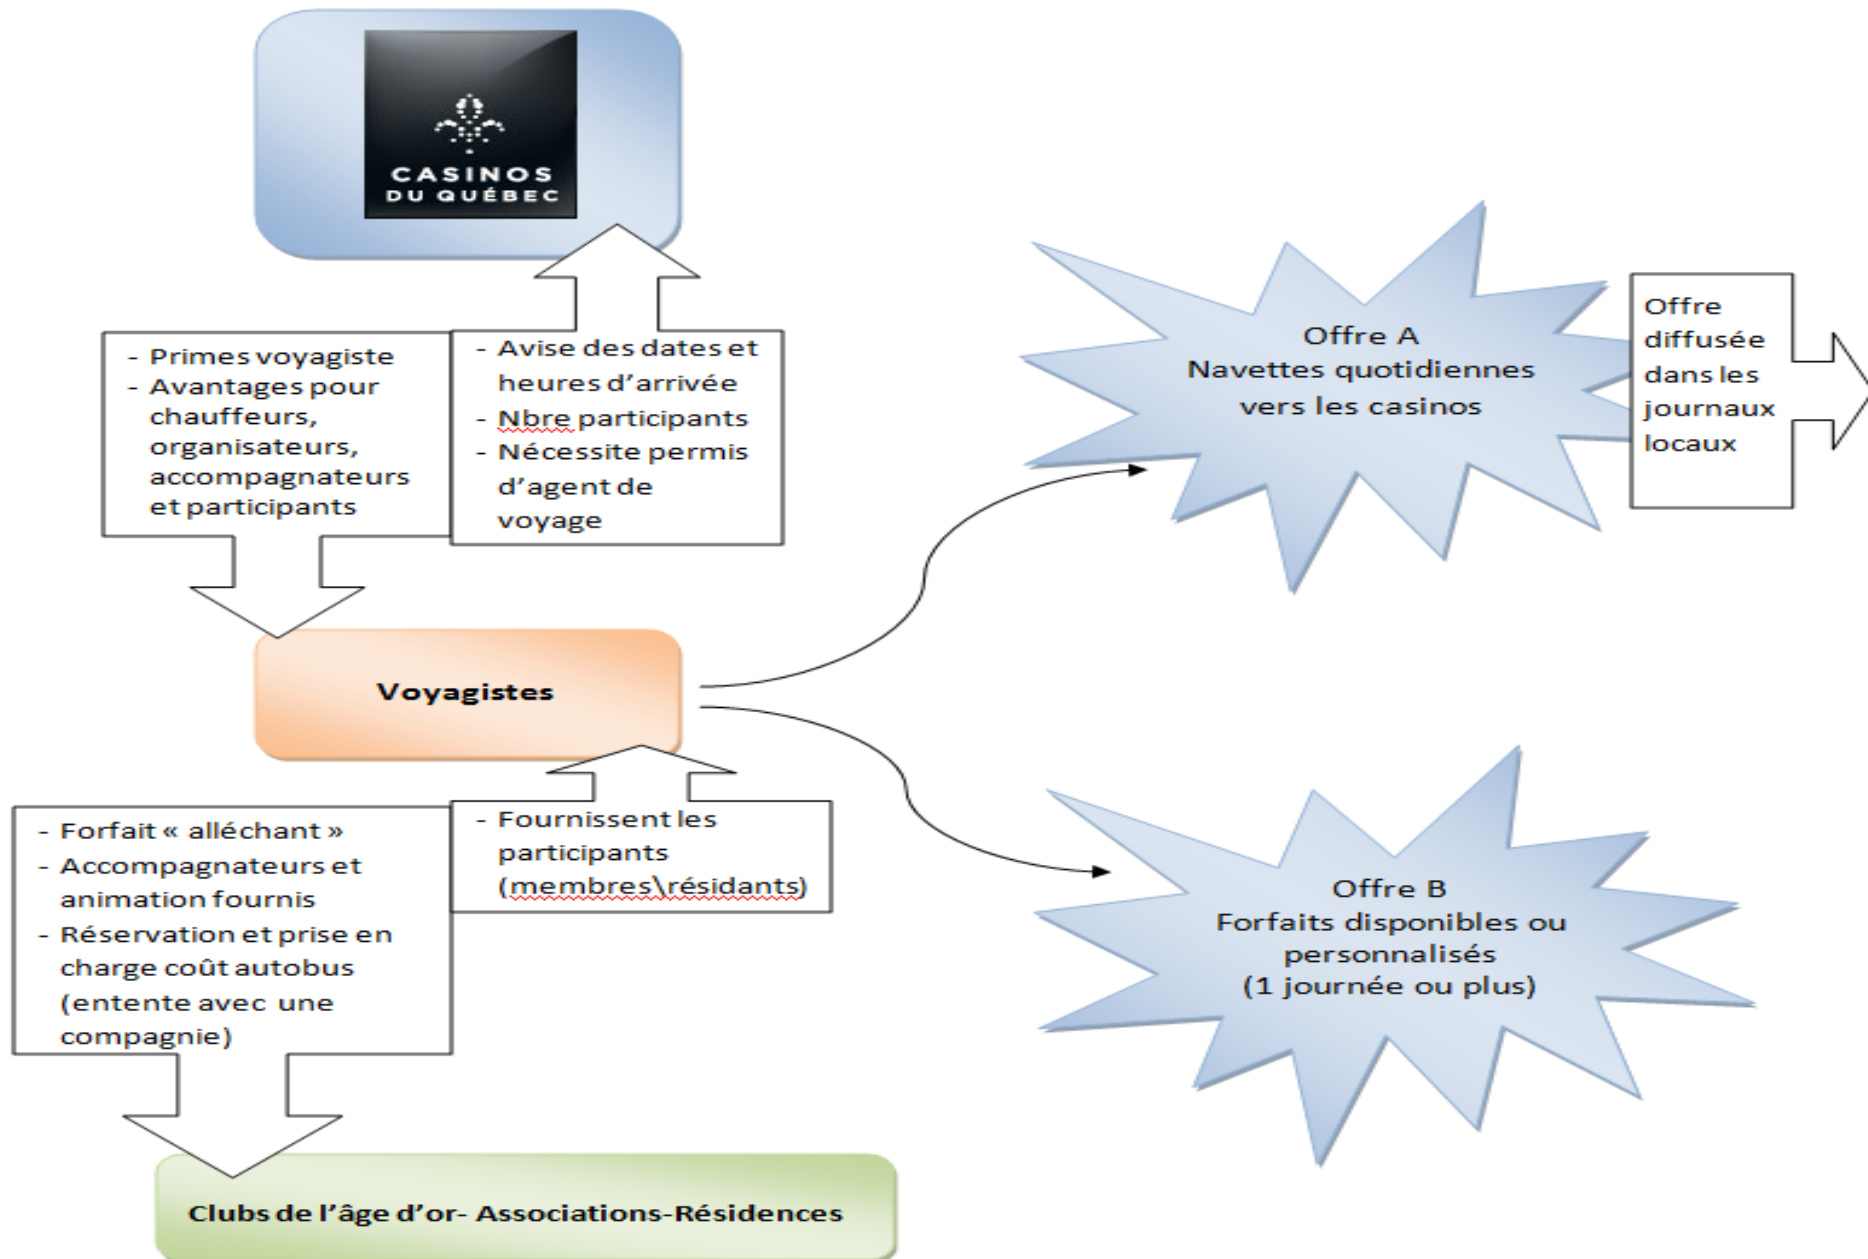 CASINOS
DU QUÉBEC
- Primes voyagiste
- Avantages pour
chauffeurs,
organisateurs,
accompagnateurs
et participants
- Avise des dates et
heures d’arrivée
- Nbre participants
- Nécessite permis
d’agent de
voyage
Offre A
Navettes quotidiennes
vers les casinos
Offre
diffusée
dans les
journaux
locaux
Voyagistes
- Forfait « alléchant »
- Accompagnateurs et
animation fournis
- Réservation et prise en
charge coût autobus
(entente avec une
compagnie)
- Fournissent les
participants
(membres\résidants)
Offre B
Forfaits disponibles ou
personnalisés
(1 journée ou plus)
Clubs de l’âge d’or- Associations-Résidences